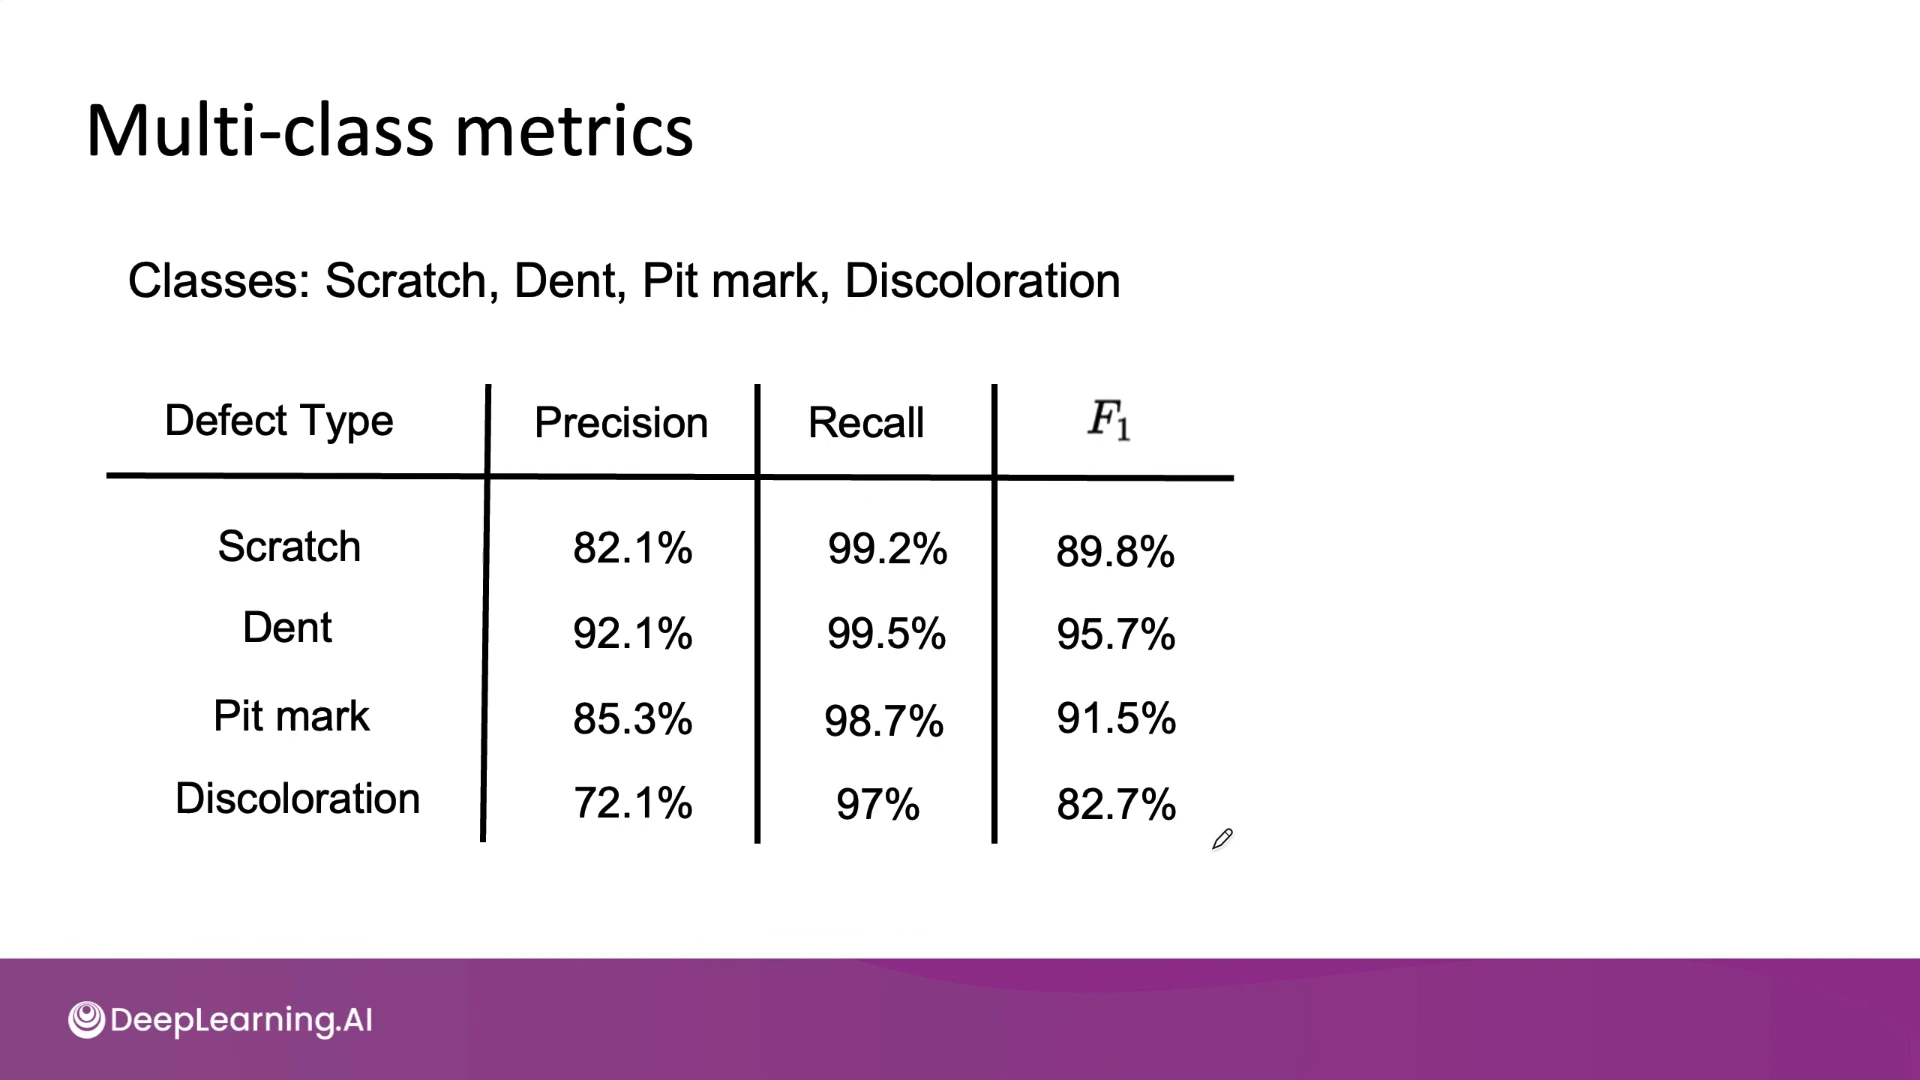 Multi-class metrics
Classes: Scratch, Dent, Pit mark, Discoloration
Defect Type Precision Recall F₁
Scratch 82.1% 99.2% 89.8%
Dent 92.1% 99.5% 95.7%
Pit mark 85.3% 98.7% 91.5%
Discoloration 72.1% 97% 82.7%
DeepLearning.AI